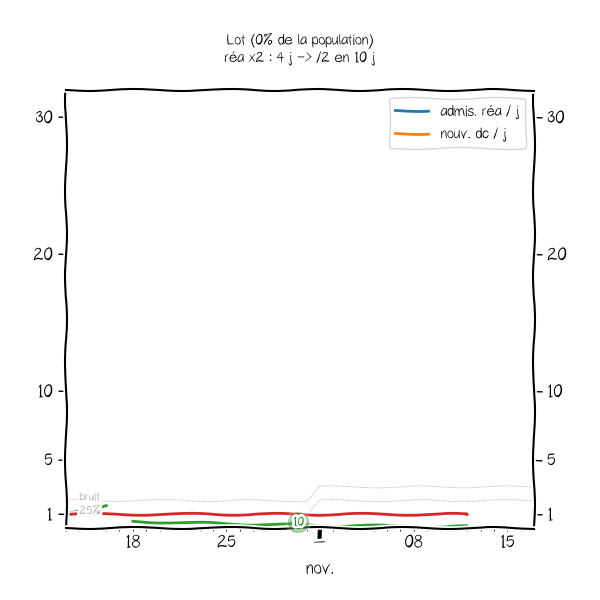 Lot (0% de la population)
réa x2 : 4 j -> /2 en 10 j
admis. réa / j
nouv. dc / j
30
30
20
20
10
10
5
5
bruit
25%
1
1
10
18
25
1
08
15
nov.